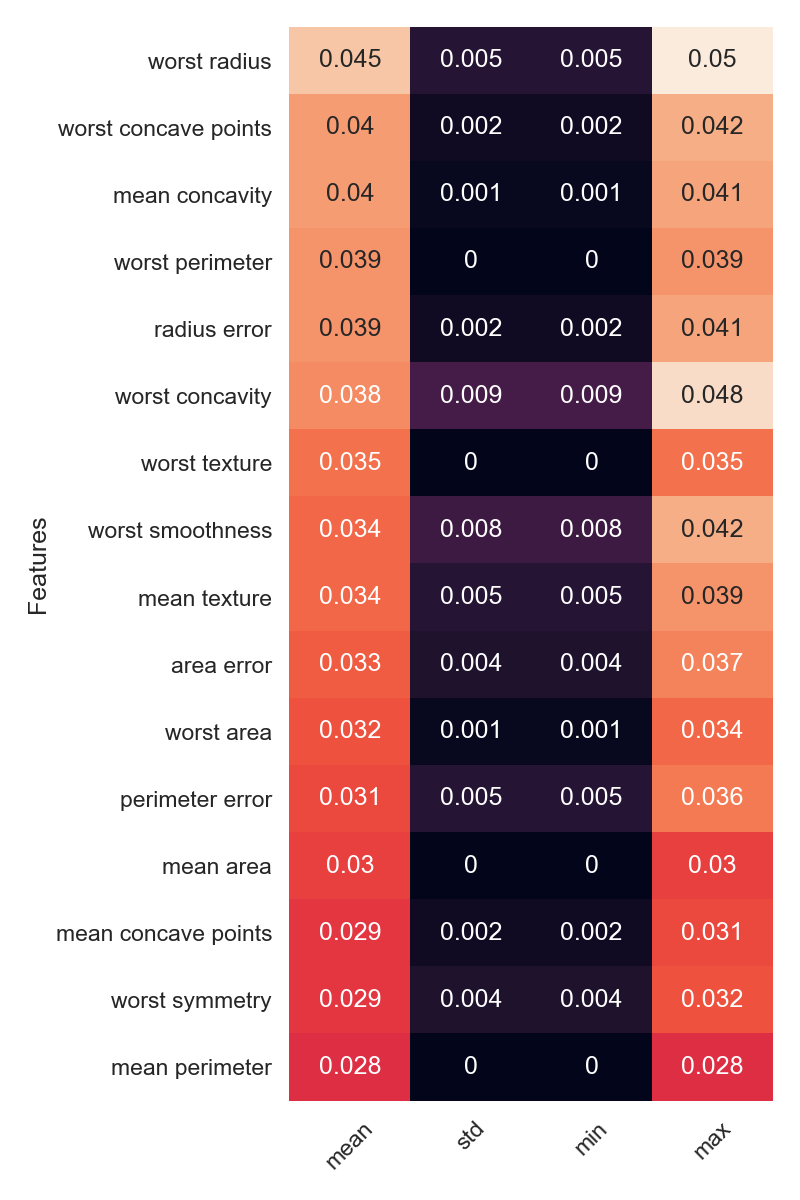 worst radius 0.045 0.005 0.005 0.05
worst concave points 0.04 0.002 0.002 0.042
mean concavity 0.04 0.001 0.001 0.041
worst perimeter 0.039 0 0 0.039
radius error 0.039 0.002 0.002 0.041
worst concavity 0.038 0.009 0.009 0.048
worst texture 0.035 0 0 0.035
worst smoothness 0.034 0.008 0.008 0.042
Features
mean texture 0.034 0.005 0.005 0.039
area error 0.033 0.004 0.004 0.037
worst area 0.032 0.001 0.001 0.034
perimeter error 0.031 0.005 0.005 0.036
mean area 0.03 0 0 0.03
mean concave points 0.029 0.002 0.002 0.031
worst symmetry 0.029 0.004 0.004 0.032
mean perimeter 0.028 0 0 0.028
mean std min max